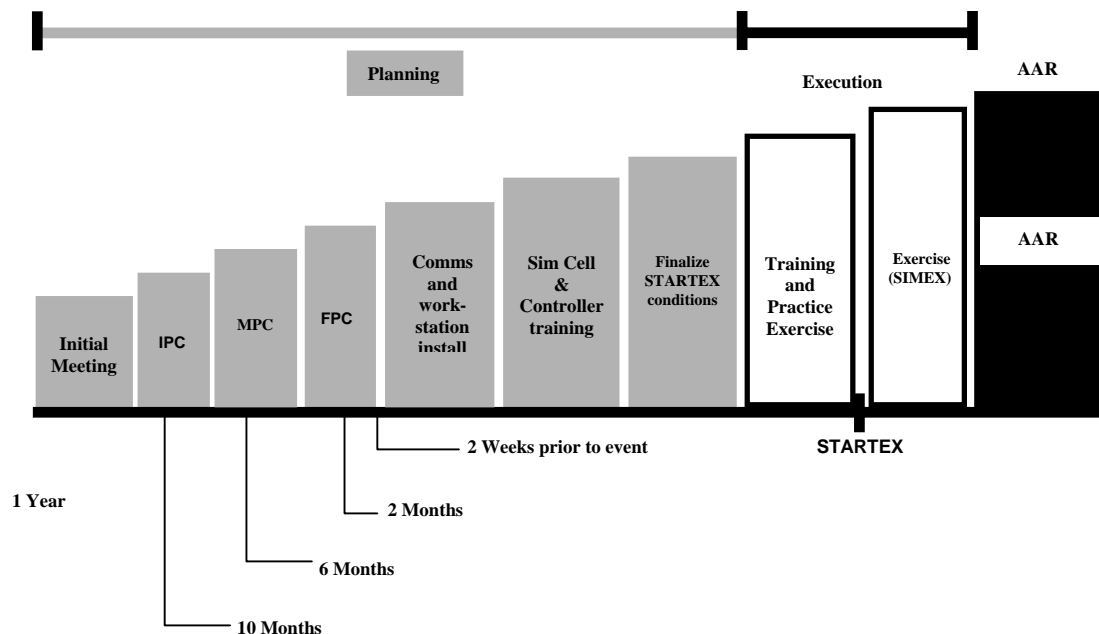 Planning
Execution
AAR
Initial
Meeting
IPC
MPC
FPC
Comms
and
work-
station
install
Sim Cell
&
Controller
training
Finalize
STARTEX
conditions
Training
and
Practice
Exercise
Exercise
(SIMEX)
AAR
2 Weeks prior to event
STARTEX
1 Year
2 Months
6 Months
10 Months